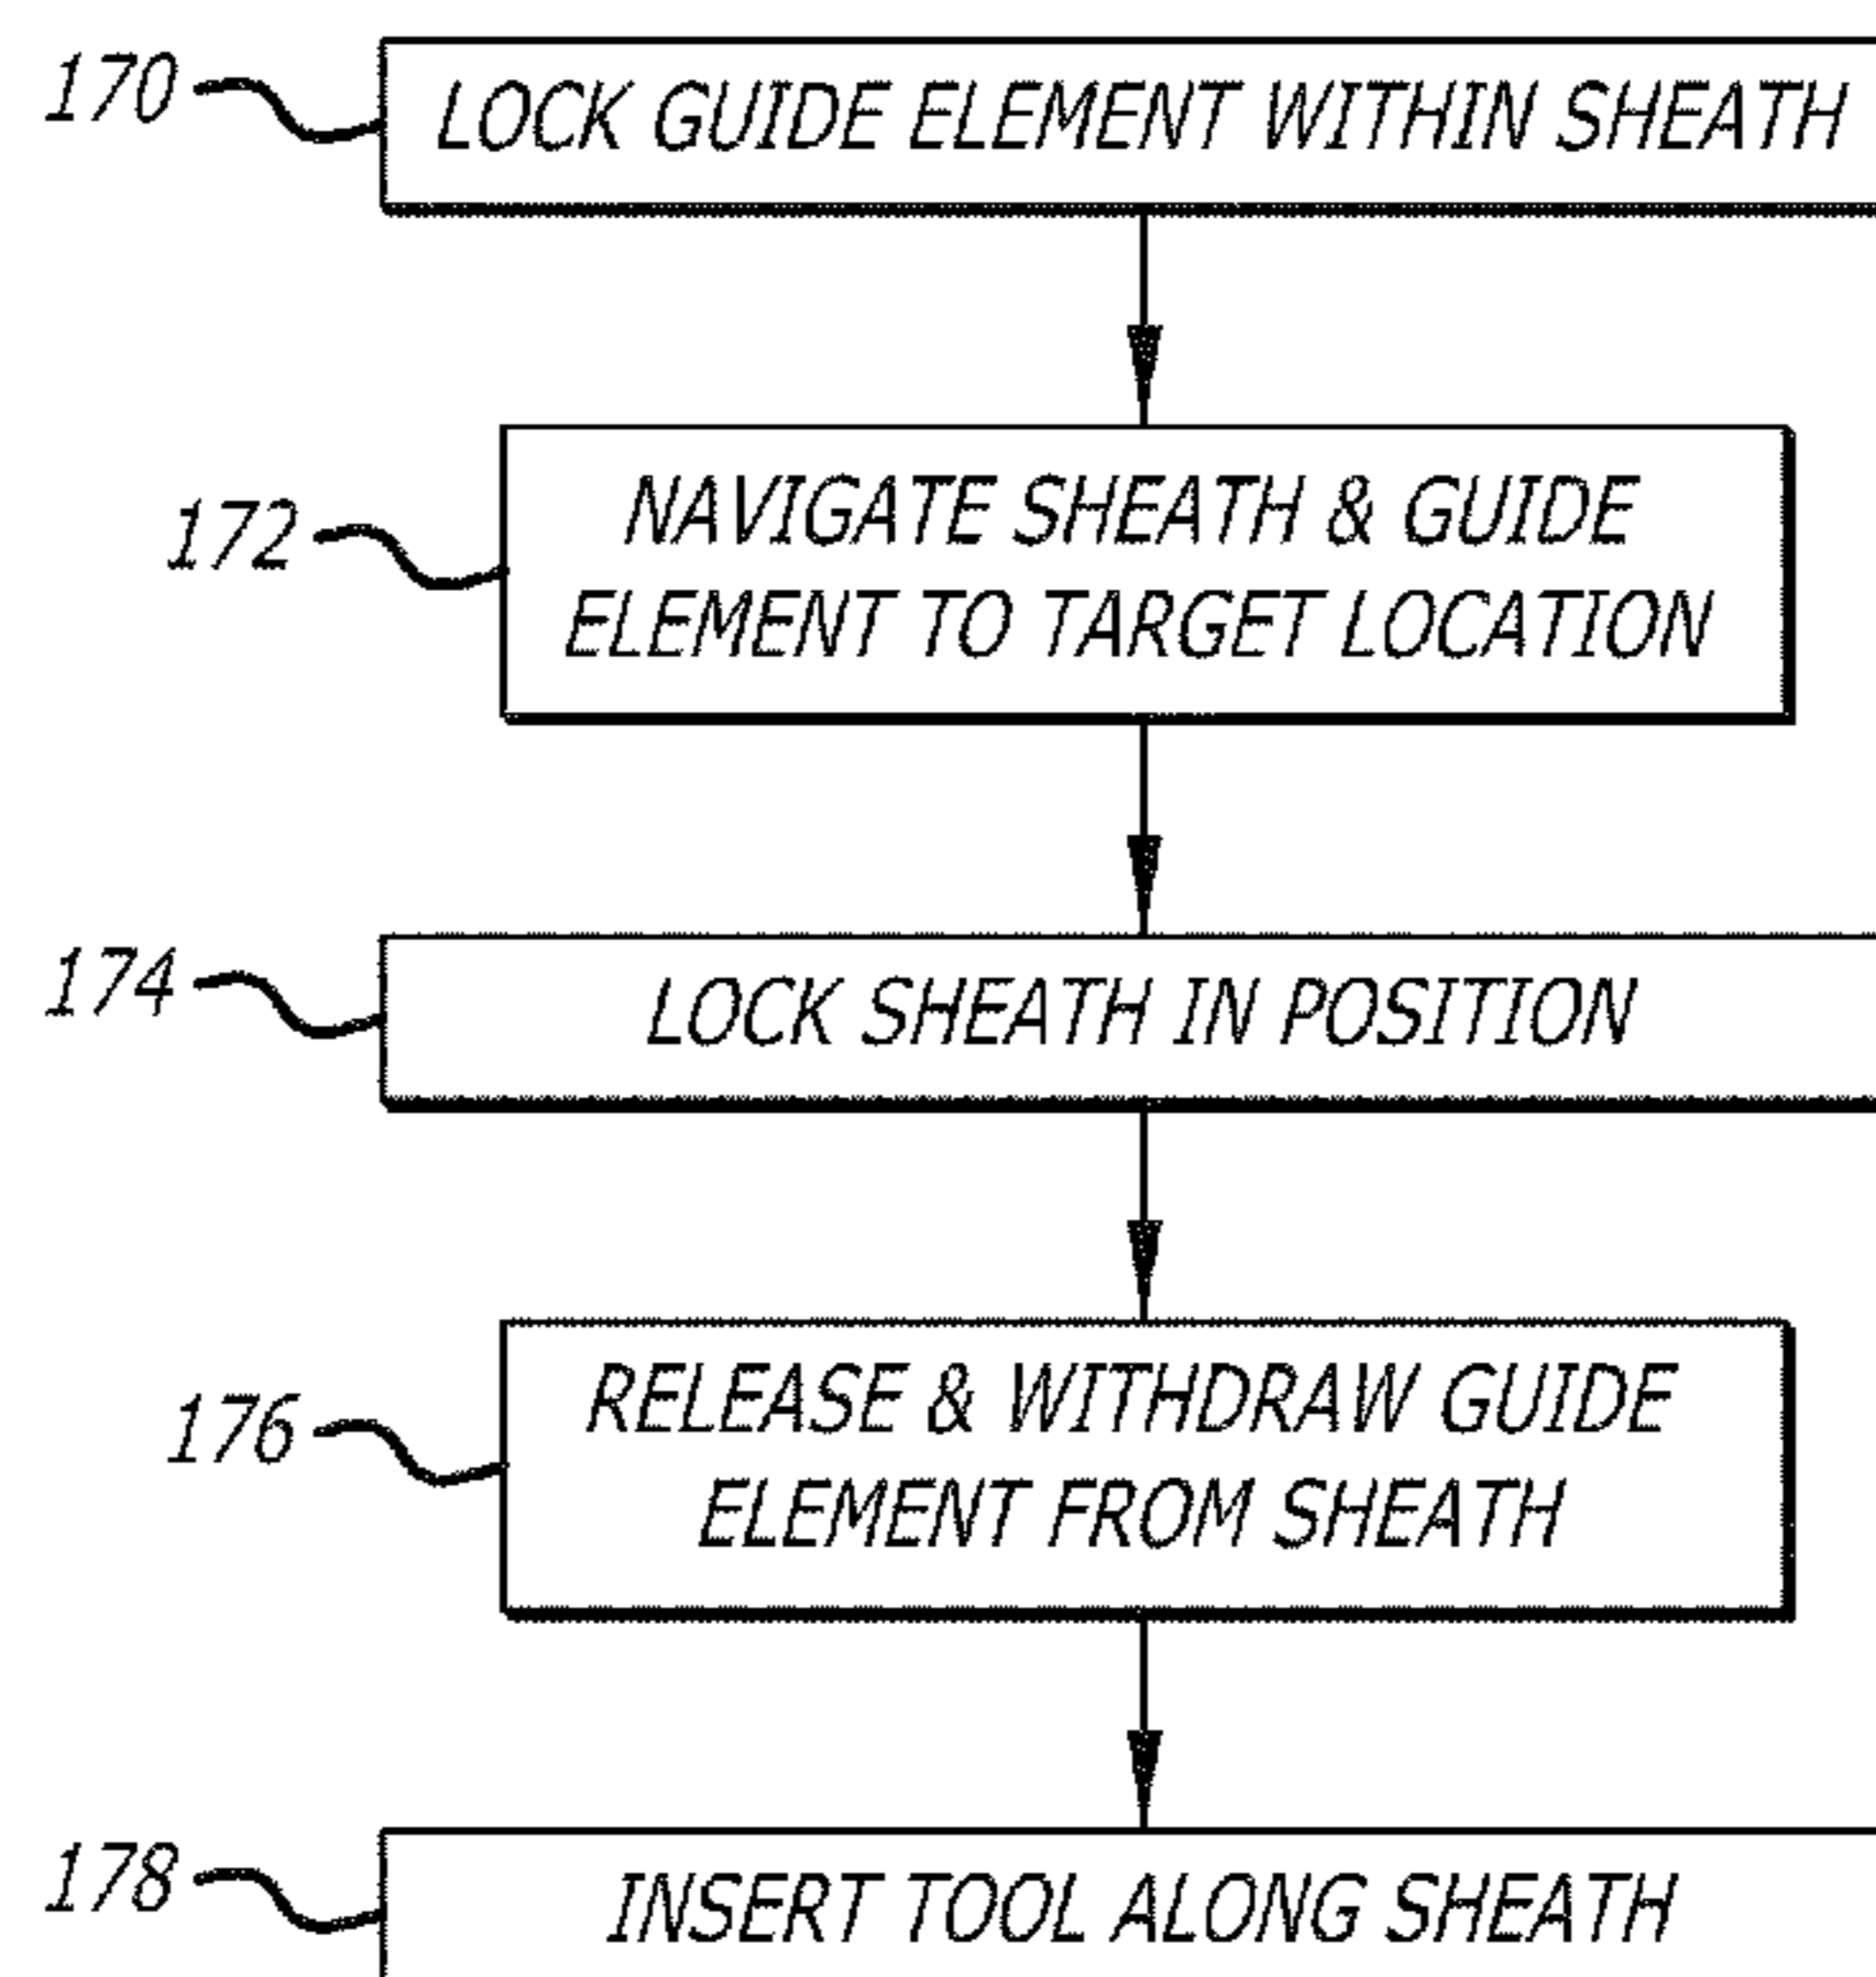 170 LOCK GUIDE ELEMENT WITHIN SHEATH
172 NAVIGATE SHEATH & GUIDE
ELEMENT TO TARGET LOCATION
174 LOCK SHEATH IN POSITION
176 RELEASE & WITHDRAW GUIDE
ELEMENT FROM SHEATH
178 INSERT TOOL ALONG SHEATH